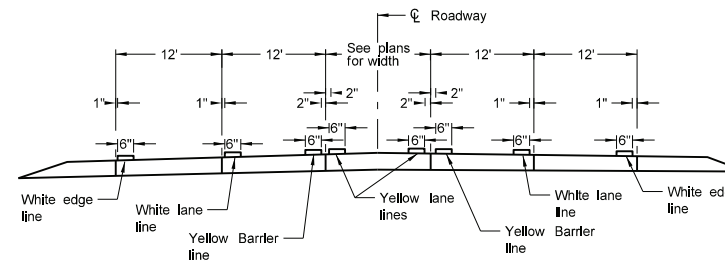 ℄ Roadway
12' 12' See plans 12' 12'
for width
2"
1" 1" 2" 2" 1" 1"
6" 6"
6" 6" 6" 6" 6" 6"
White edge line
White lane line
Yellow Barrier line
Yellow lane lines
Yellow Barrier line
White lane line
White ed line